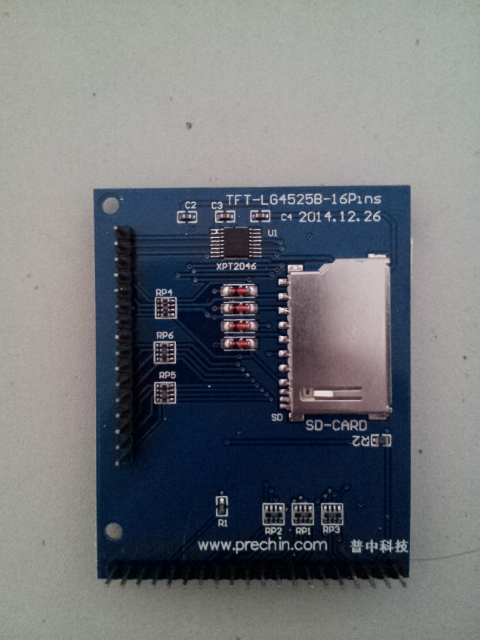 TFT-LG4525B-16Pins
C2 C3 C4 2014.12.26
U1
XPT2046
RP4
RP6
RP5
SD
SD-CARD
R2
R1
RP2 RP1 RP3
www.prechin.com 普中科技